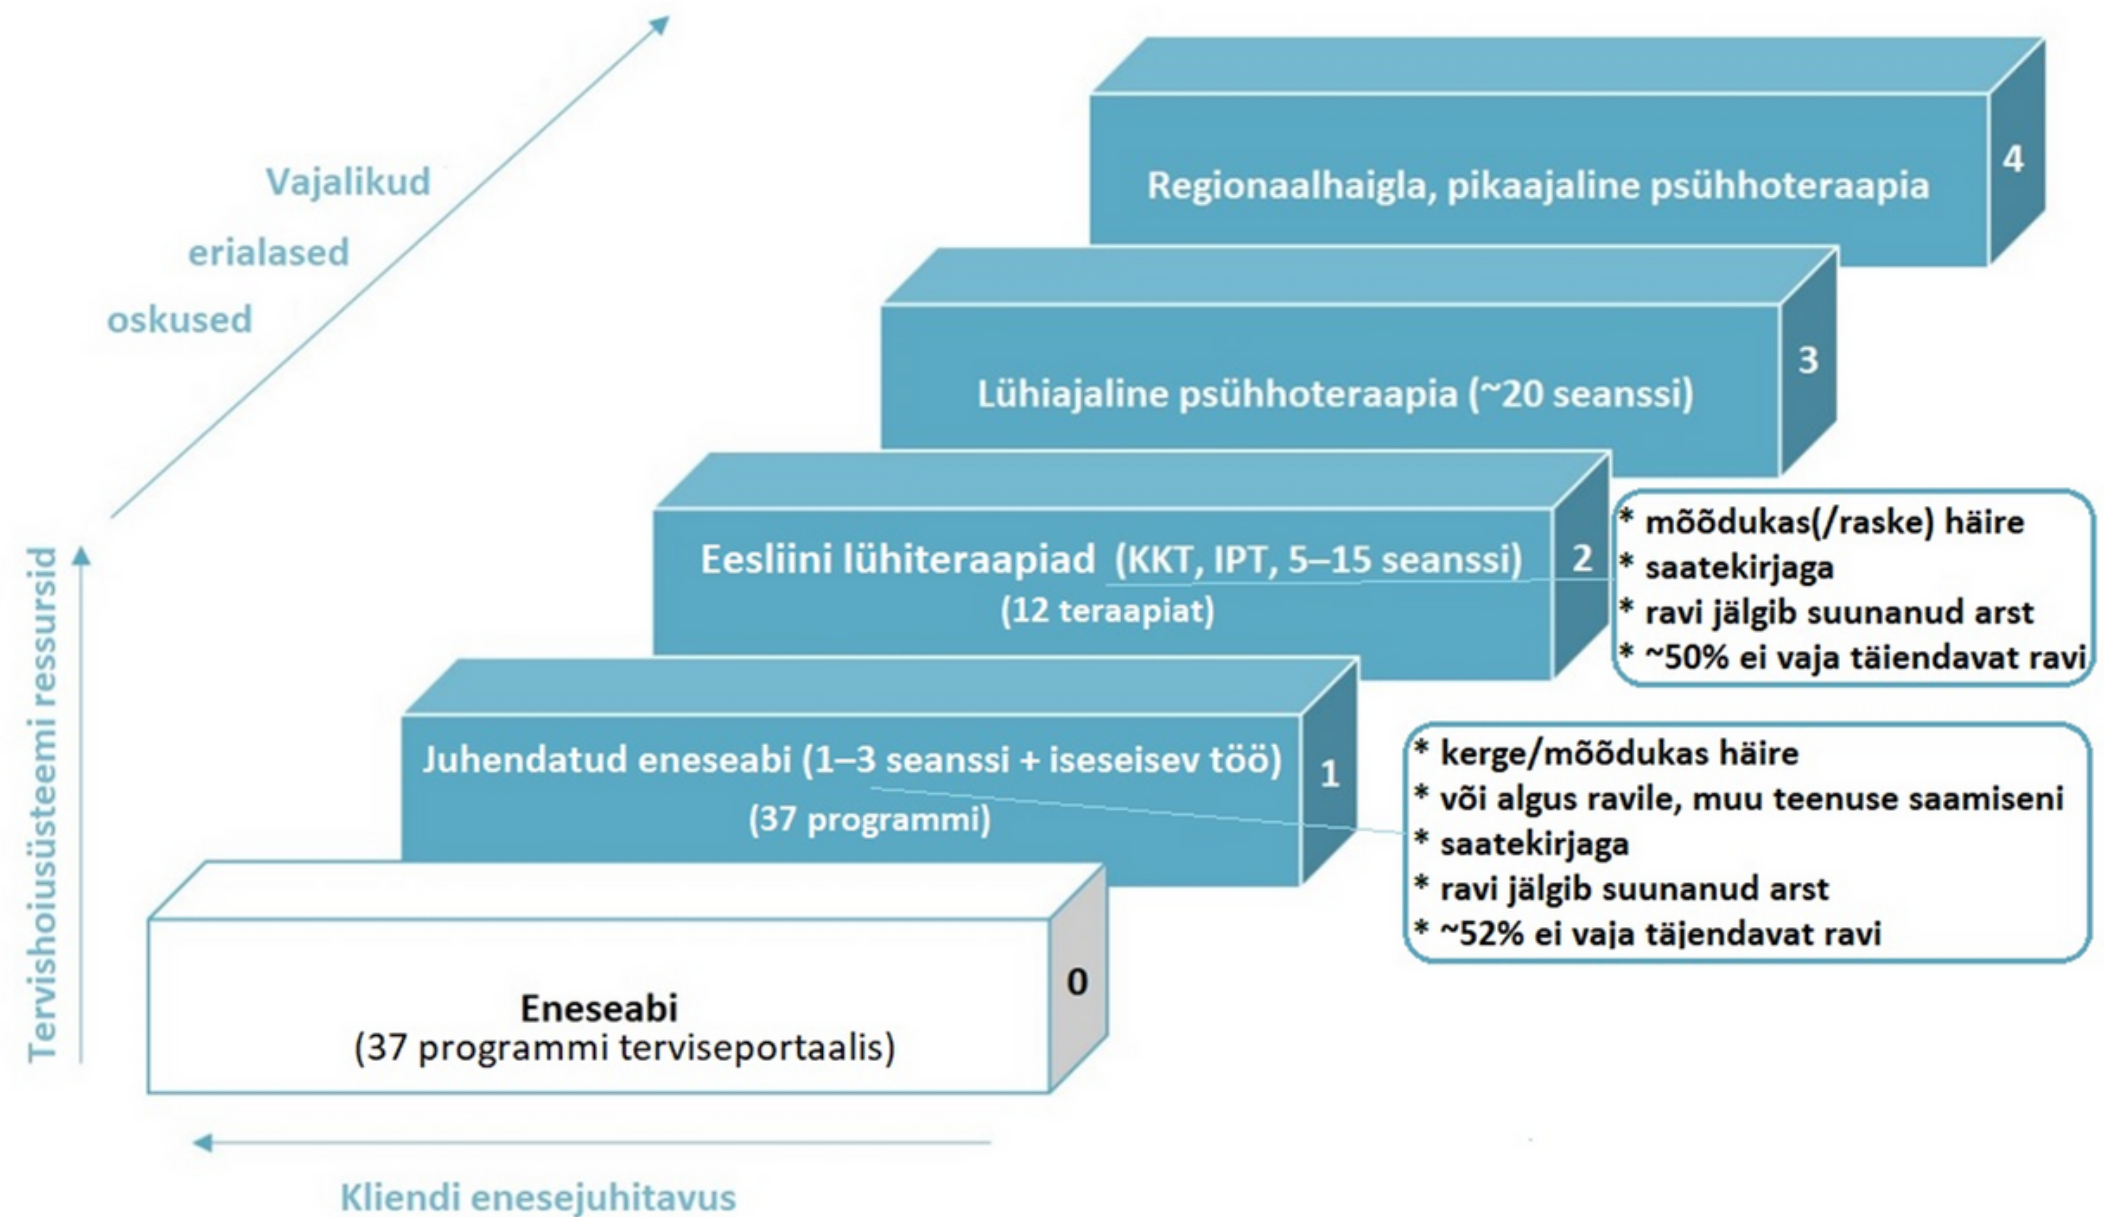 Vajalikud
erialased
oskused
Tervishoiusüsteemi ressursid
Regionaalhaigla, pikaajaline psühhoteraapia
4
Lühiajaline psühhoteraapia (~20 seanssi)
3
Eesliini lühiteraapiad (KKT, IPT, 5–15 seanssi)
(12 teraapiat)
2
* mõõdukas(/raske) häire
* saatekirjaga
* ravi jälgib suunanud arst
* ~50% ei vaja täiendavat ravi
Juhendatud eneseabi (1–3 seanssi + iseseisev töö)
(37 programmi)
1
* kerge/mõõdukas häire
* või algus ravile, muu teenuse saamiseni
* saatekirjaga
* ravi jälgib suunanud arst
* ~52% ei vaja täjendavat ravi
Eneseabi
(37 programmi terviseportaalis)
0
Kliendi enesejuhitavus